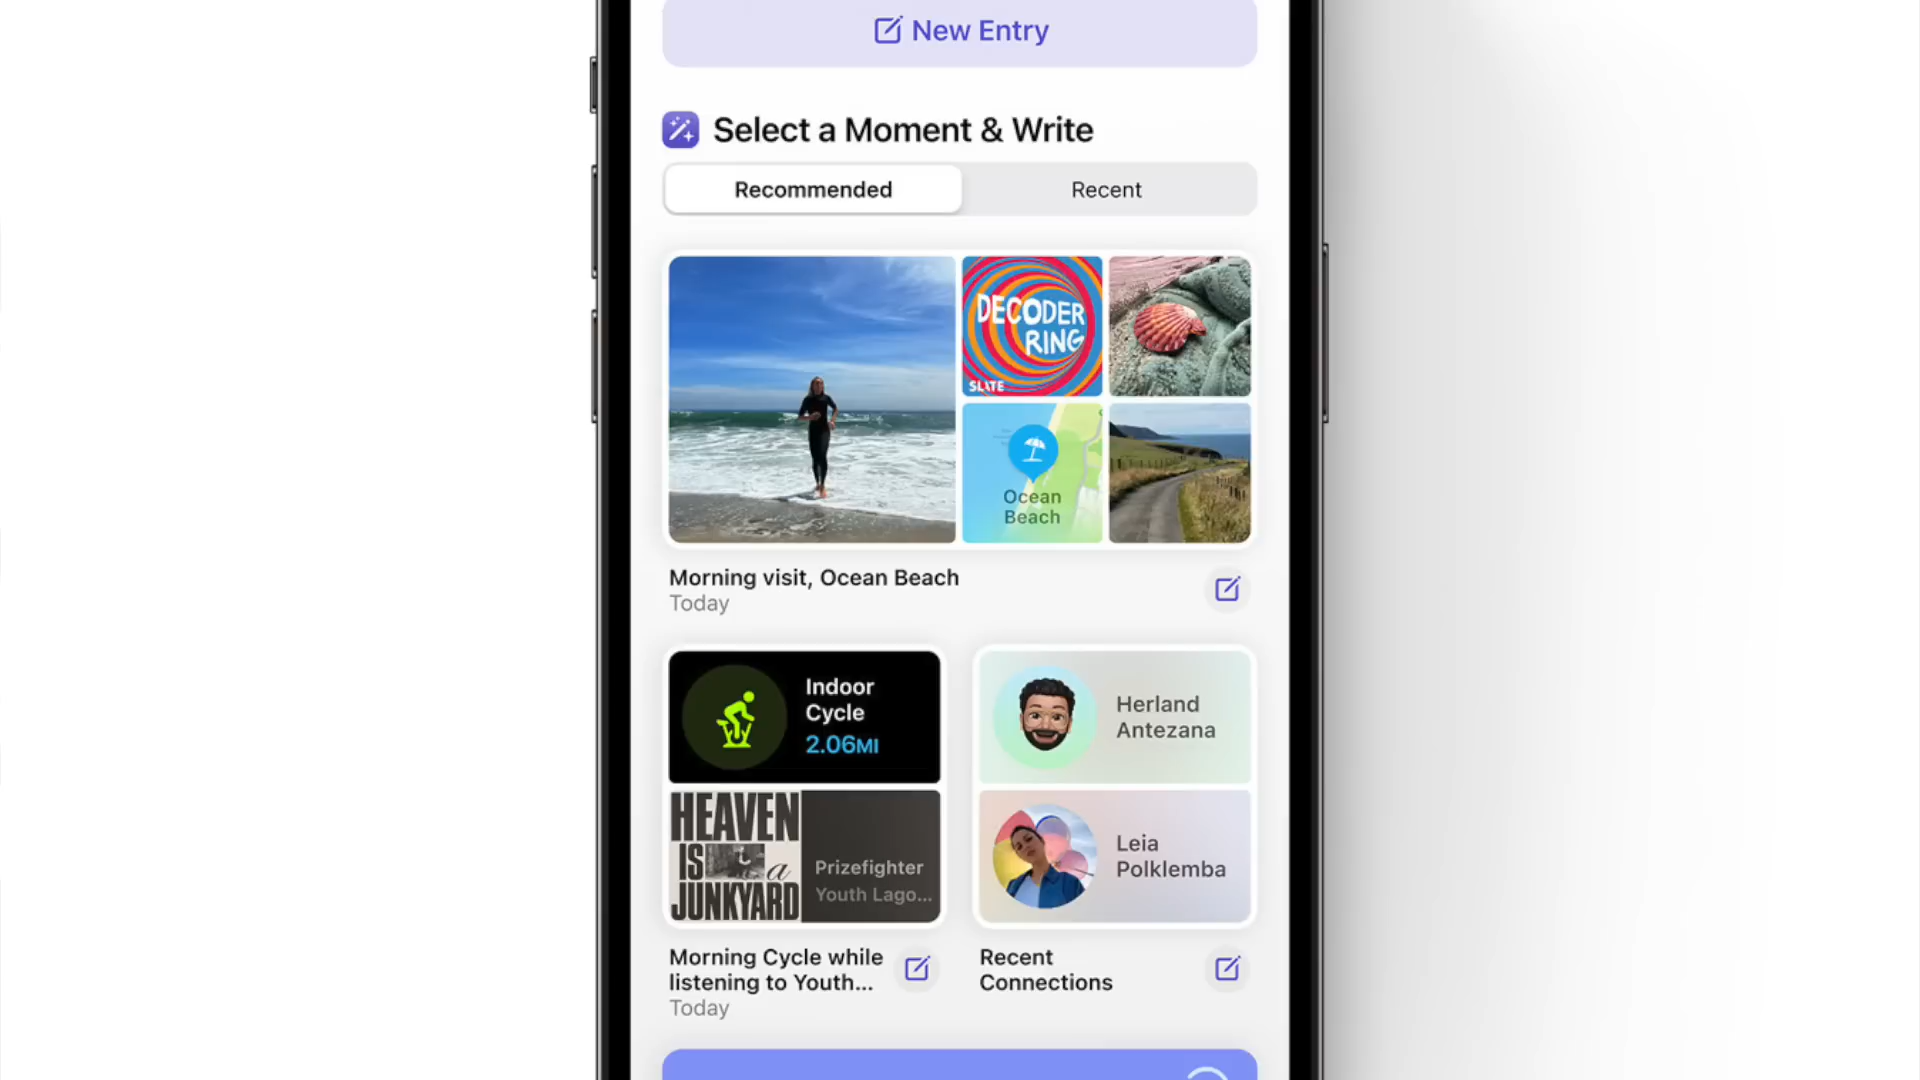 New Entry
Select a Moment & Write
Recommended
Recent
DECODER
RING
SLATE
Ocean
Beach
Morning visit, Ocean Beach
Today
Indoor
Cycle
2.06MI
Herland
Antezana
HEAVEN
IS a
JUNKYARD
Prizefighter
Youth Lago...
Leia
Polklemba
Morning Cycle while
listening to Youth...
Today
Recent
Connections